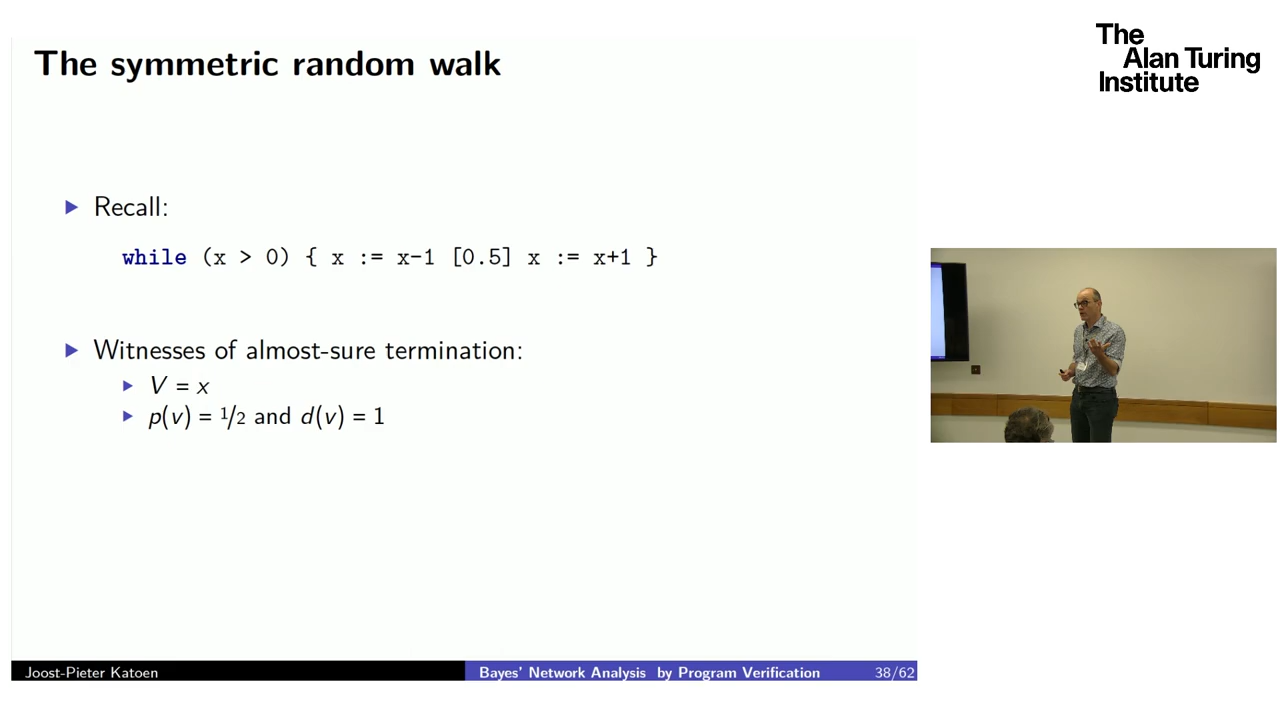 The symmetric random walk
The
Alan Turing
Institute
▶ Recall:
while (x > 0) { x := x-1 [0.5] x := x+1 }
▶ Witnesses of almost-sure termination:
▶ V = x
▶ p(v) = 1/2 and d(v) = 1
Joost-Pieter Katoen
Bayes' Network Analysis by Program Verification
38/62